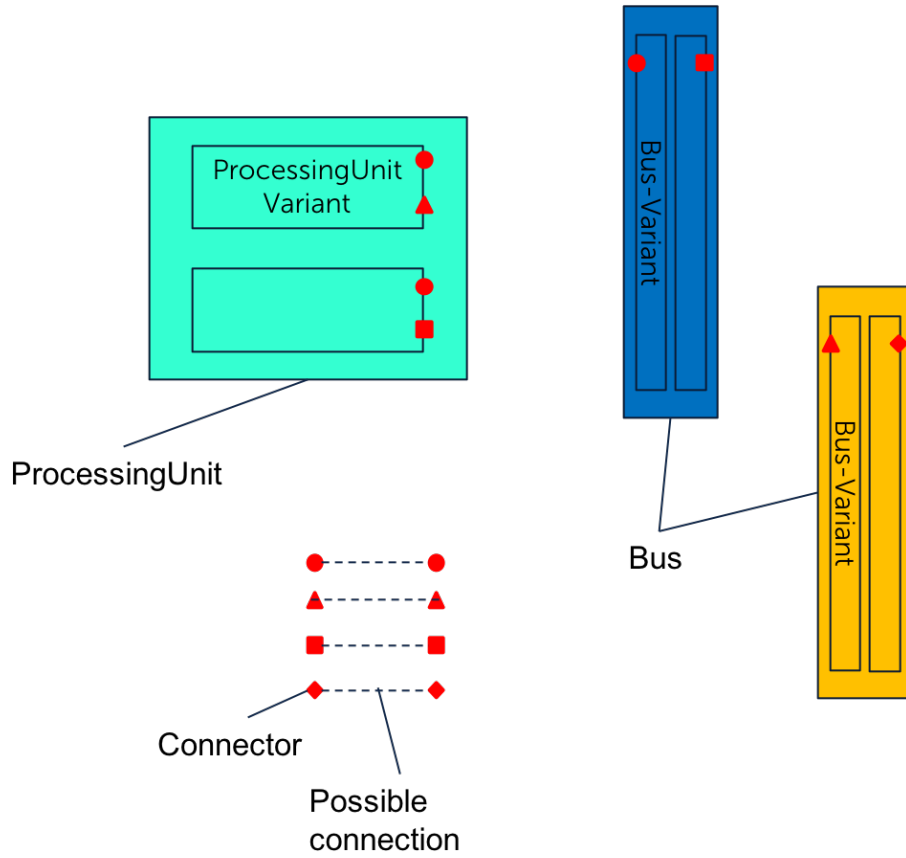 ProcessingUnit
Variant
Bus-Variant
Bus-Variant
ProcessingUnit
Bus
Connector
Possible
connection